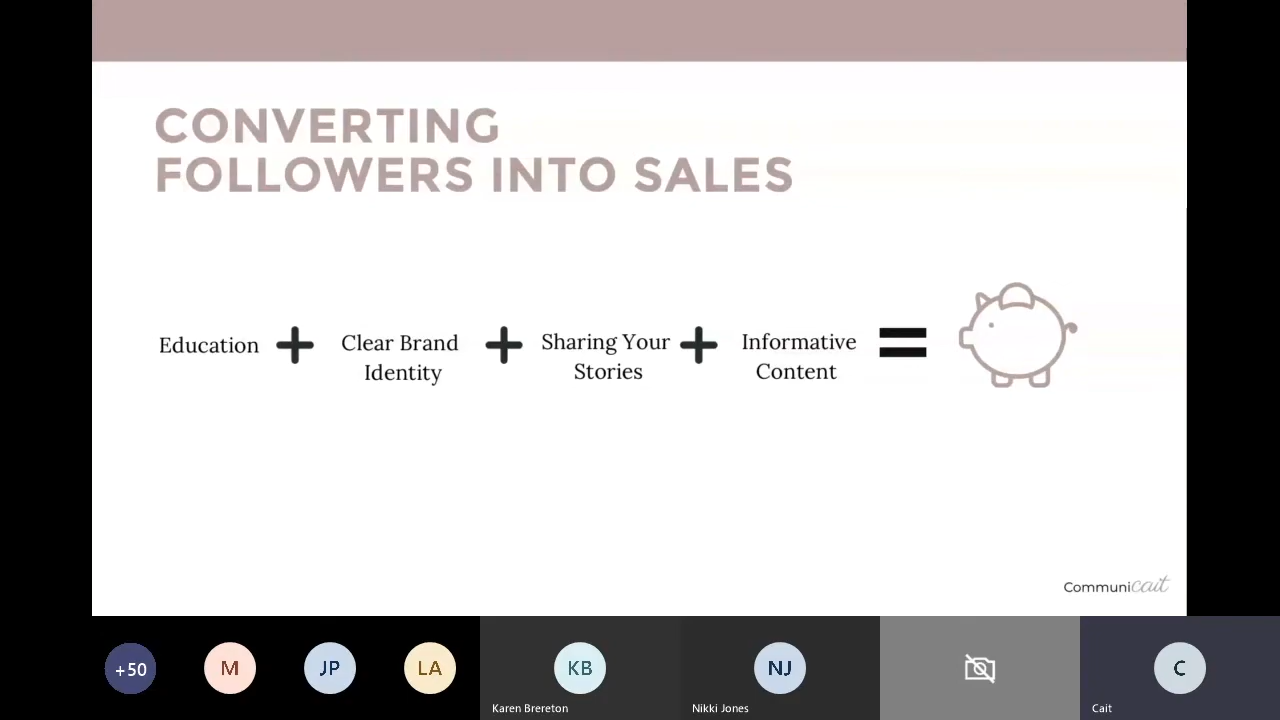 CONVERTING
FOLLOWERS INTO SALES
Education + Clear Brand Identity + Sharing Your Stories + Informative Content =
Communicait
+50
M
JP
LA
KB
Karen Brereton
NJ
Nikki Jones
C
Cait